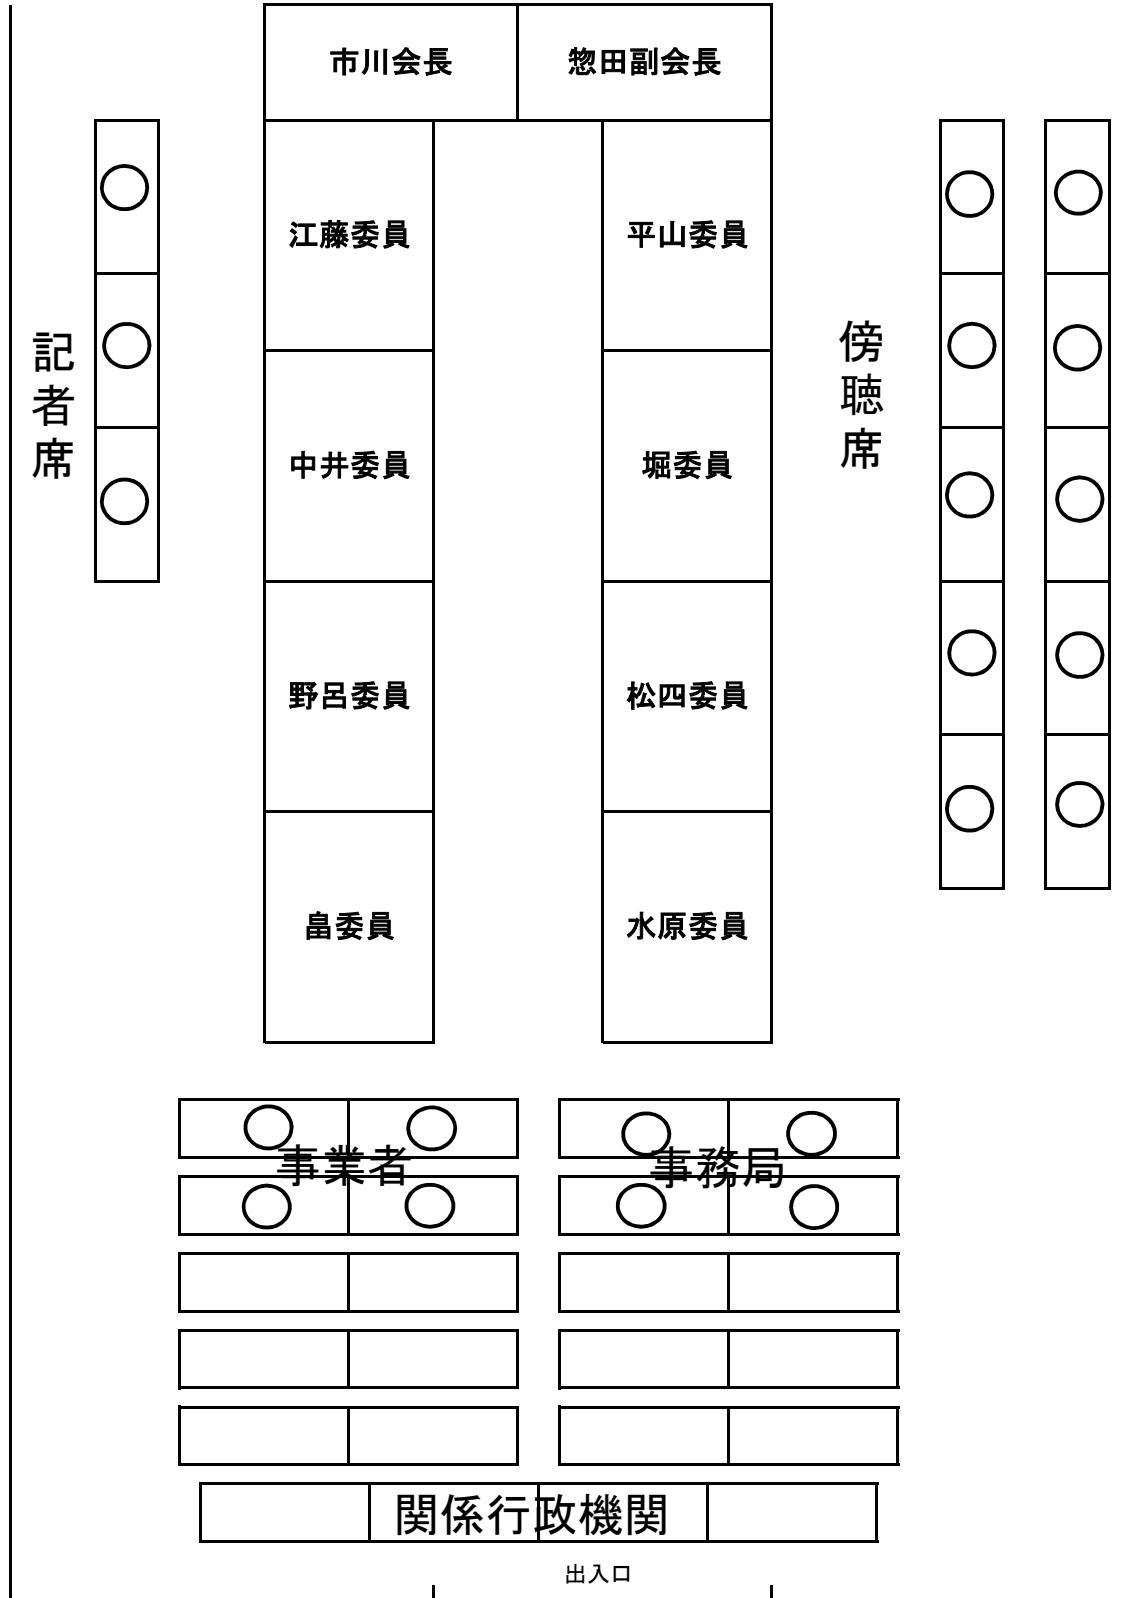 市川会長
惣田副会長
江藤委員
平山委員
記者席
傍聴席
中井委員
堀委員
野呂委員
松四委員
畠委員
水原委員
事業者
事務局
関係行政機関
出入口